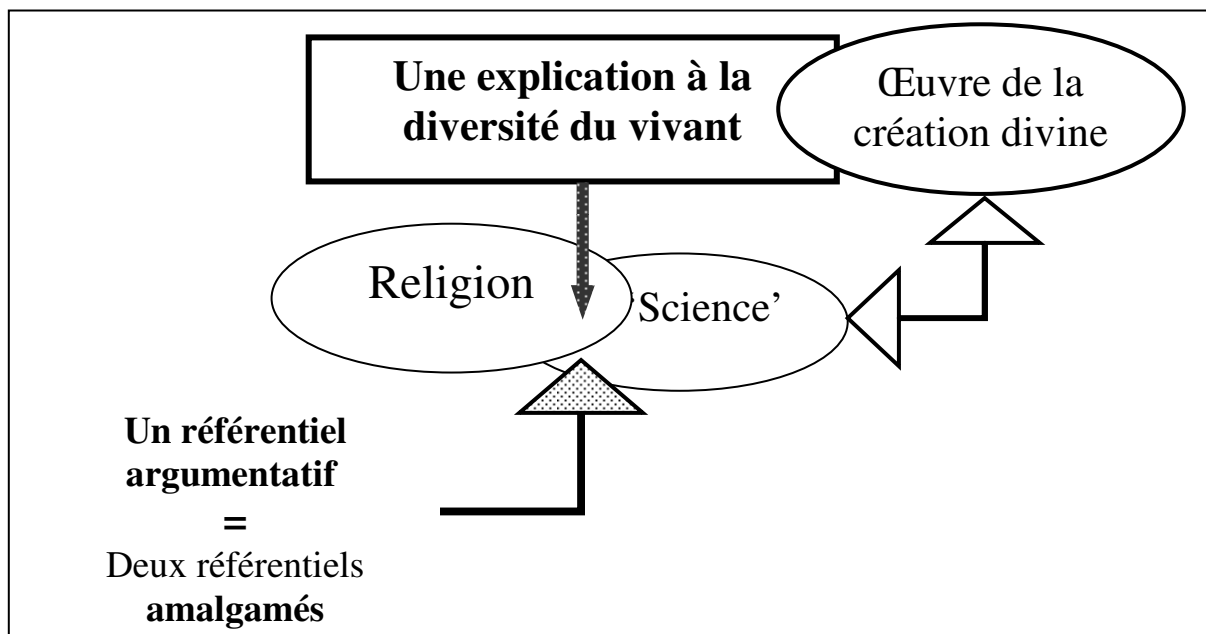 Une explication à la
diversité du vivant
Œuvre de la
création divine
Religion
‘Science’
Un référentiel
argumentatif
=
Deux référentiels
amalgamés